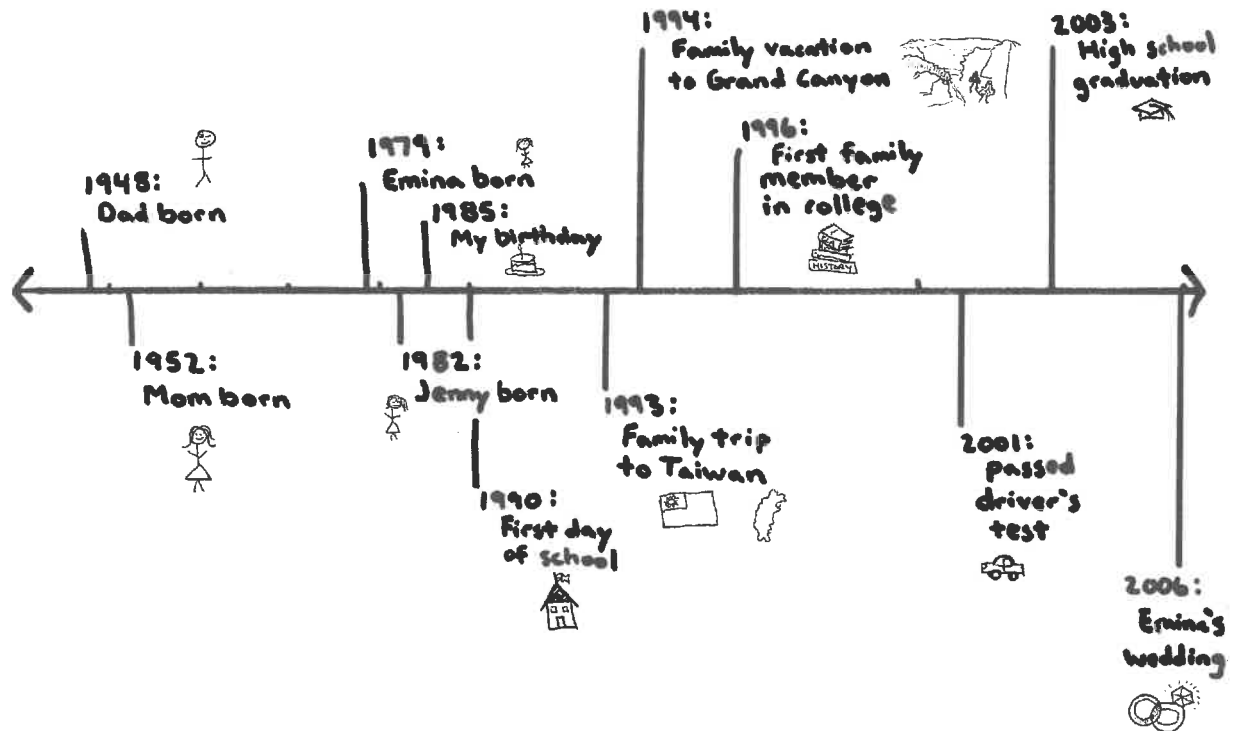 1948:
Dad born
1952:
Mom born
1979:
Emina born
1982:
Jenny born
1985:
My birthday
1990:
First day
of school
1993:
Family trip
to Taiwan
1994:
Family vacation
to Grand Canyon
1996:
First family
member
in college
HISTORY
2001:
passed
driver's
test
2003:
High school
graduation
2006:
Emina's
wedding